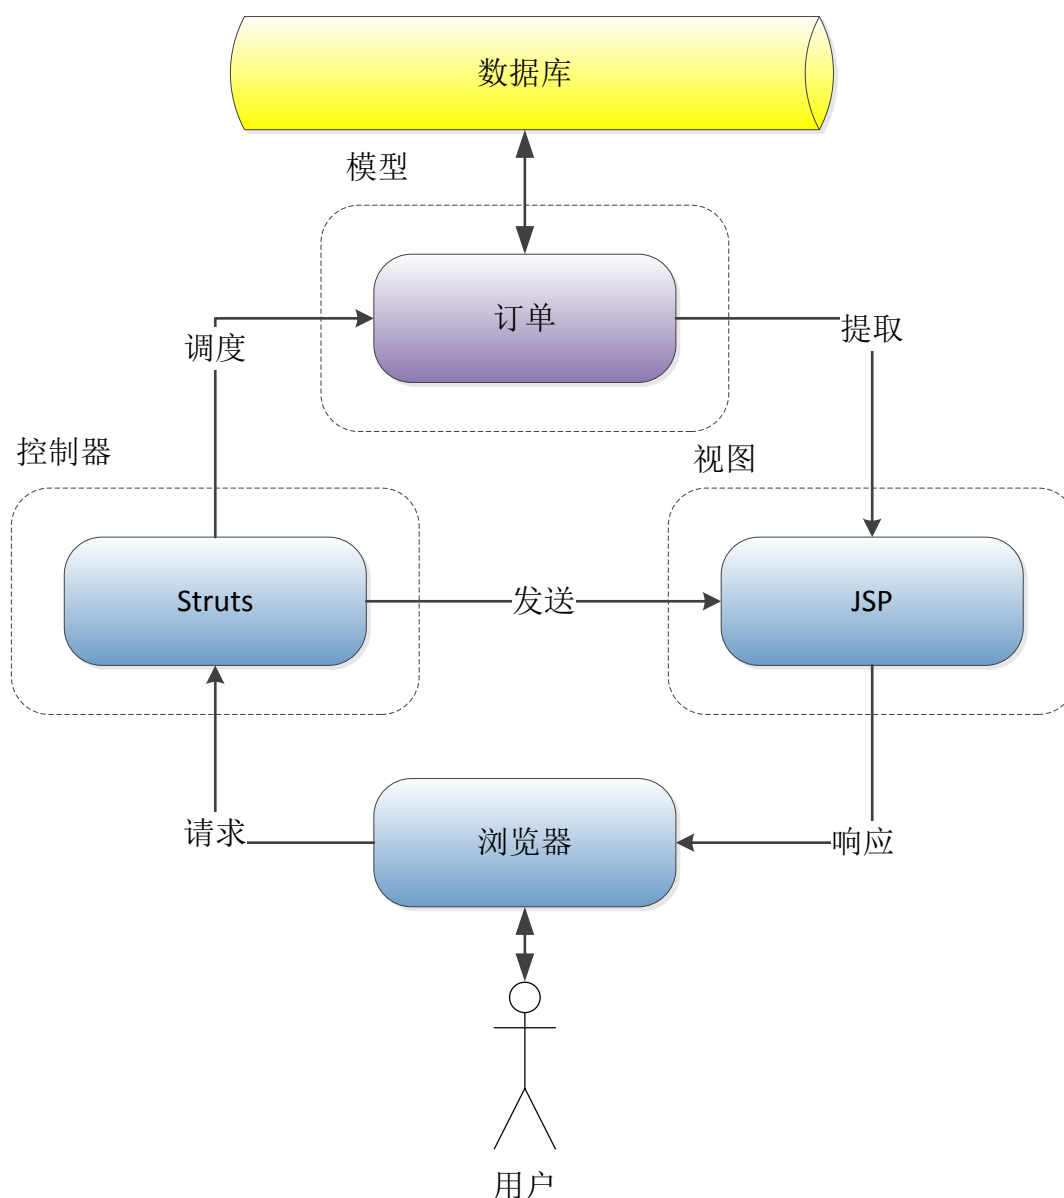 数据库
模型
订单
调度
提取
控制器
视图
Struts
发送
JSP
请求
浏览器
响应
用户